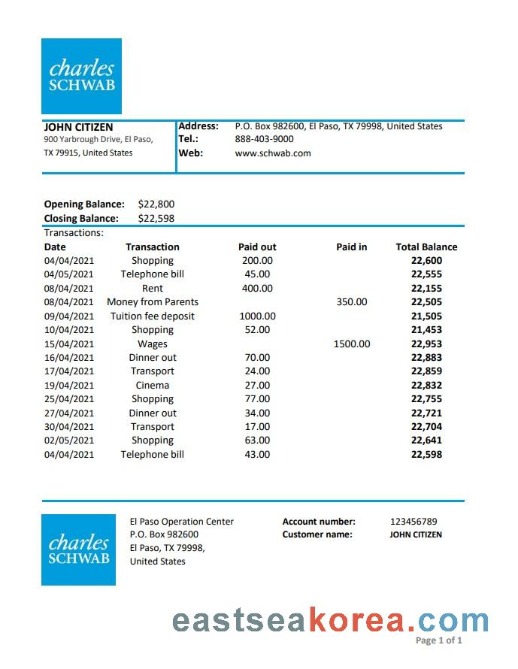 charles
SCHWAB
JOHN CITIZEN
900 Yarbrough Drive, El Paso,
TX 79915, United States
Address: P.O. Box 982600, El Paso, TX 79998, United States
Tel.: 888-403-9000
Web: www.schwab.com
Opening Balance: $22,800
Closing Balance: $22,598
Transactions:
Date Transaction Paid out Paid in Total Balance
04/04/2021 Shopping 200.00 22,600
04/05/2021 Telephone bill 45.00 22,555
08/04/2021 Rent 400.00 22,155
08/04/2021 Money from Parents 350.00 22,505
09/04/2021 Tuition fee deposit 1000.00 21,505
10/04/2021 Shopping 52.00 21,453
15/04/2021 Wages 1500.00 22,953
16/04/2021 Dinner out 70.00 22,883
17/04/2021 Transport 24.00 22,859
19/04/2021 Cinema 27.00 22,832
25/04/2021 Shopping 77.00 22,755
27/04/2021 Dinner out 34.00 22,721
30/04/2021 Transport 17.00 22,704
02/05/2021 Shopping 63.00 22,641
04/04/2021 Telephone bill 43.00 22,598
charles
SCHWAB
El Paso Operation Center
P.O. Box 982600
El Paso, TX 79998,
United States
Account number: 123456789
Customer name: JOHN CITIZEN
eastseakorea.com
Page 1 of 1